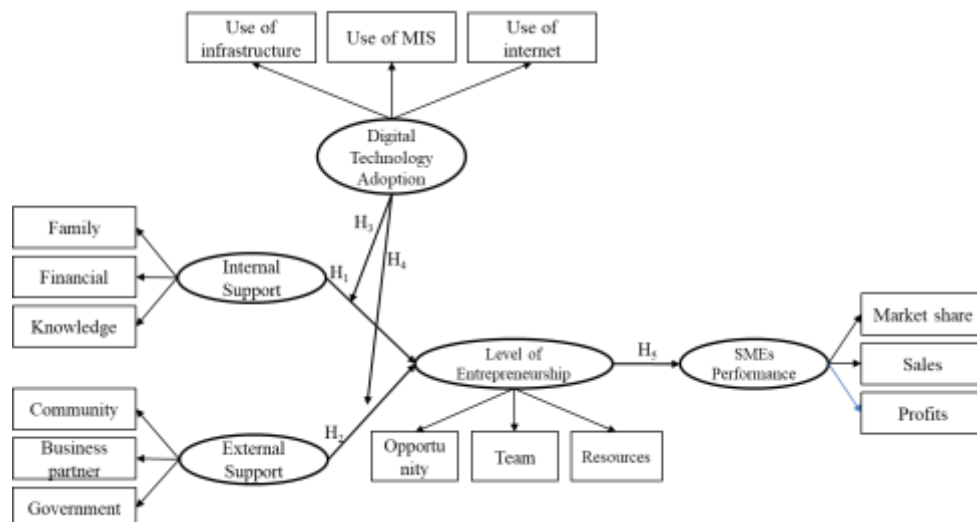 Use of
infrastructure
Use of MIS
Use of
internet
Digital
Technology
Adoption
H3
H4
Family
Financial
Knowledge
Internal
Support
H1
Level of
Entrepreneurship
H5
SMEs
Performance
Market share
Sales
Profits
Community
Business
partner
Government
External
Support
H2
Opportu
nity
Team
Resources